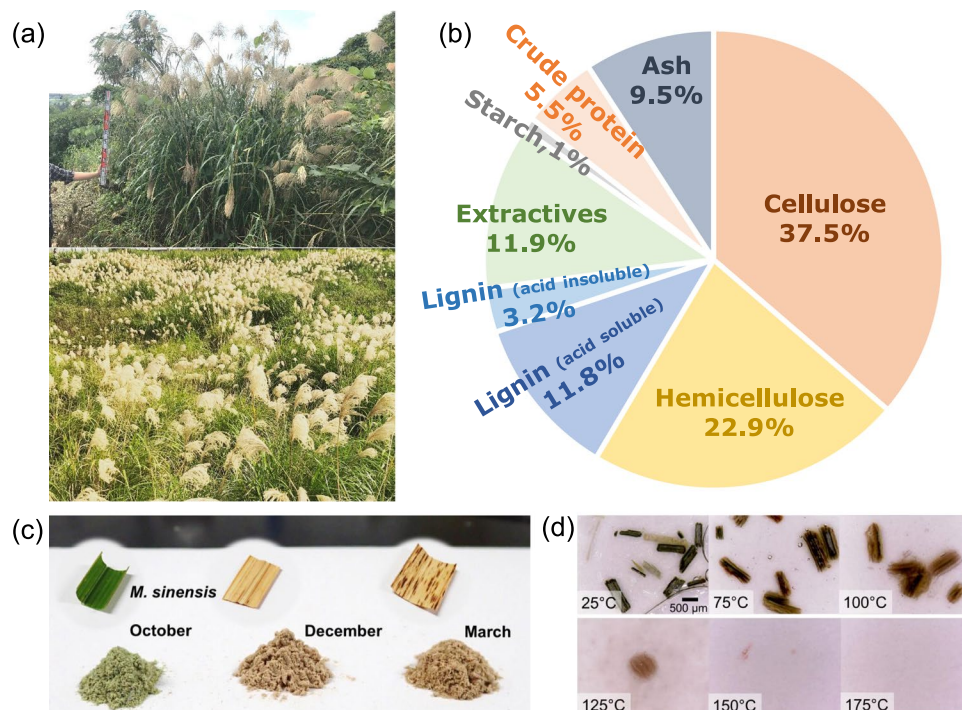 (a)
(b)
Cellulose
37.5%
Hemicellulose
22.9%
Lignin (acid soluble)
11.8%
Lignin (acid insoluble)
3.2%
Extractives
11.9%
Starch,1%
Crude protein
5.5%
Ash
9.5%
(c)
M. sinensis
October
December
March
(d)
25°C
500 μm
75°C
100°C
125°C
150°C
175°C